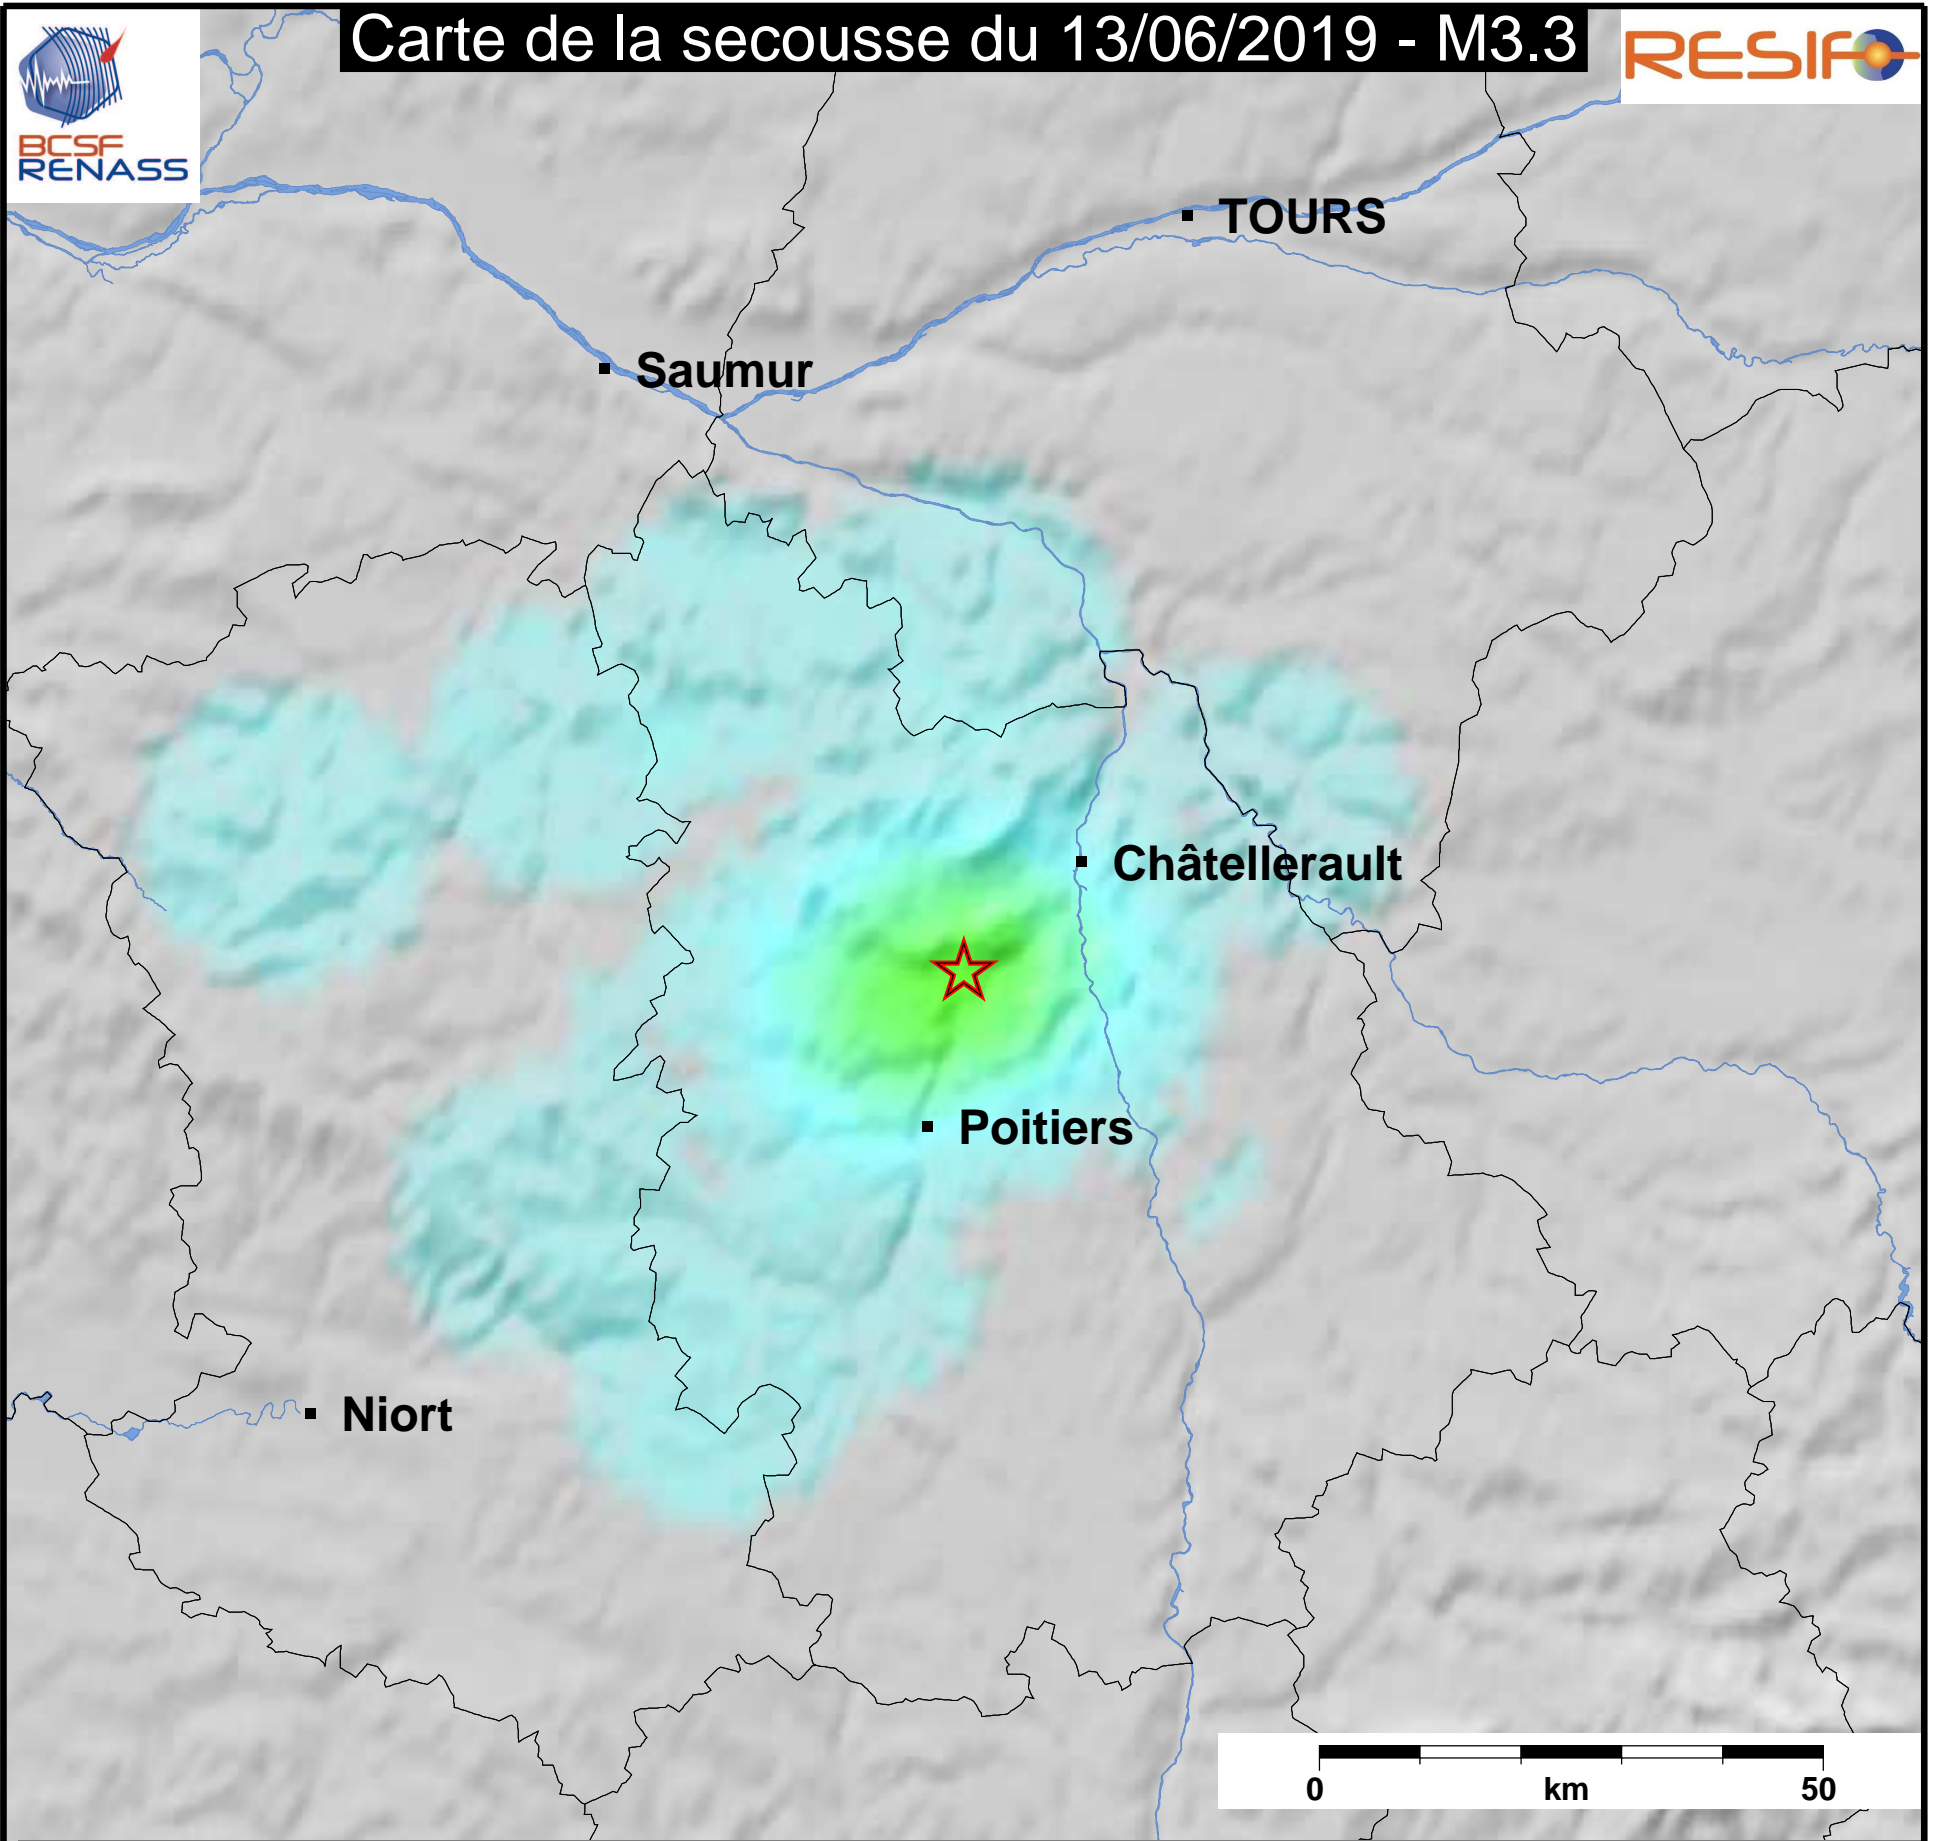 Carte de la secousse du 13/06/2019 - M3.3
RESIF
BCSF
RENASS
TOURS
Saumur
Châtellerault
Poitiers
Niort
0 km 50